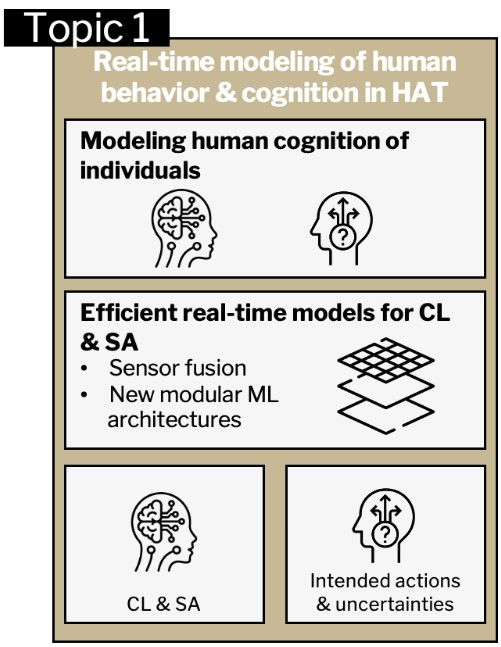 Topic 1
Real-time modeling of human
behavior & cognition in HAT
Modeling human cognition of
individuals
?
Efficient real-time models for CL
& SA
• Sensor fusion
• New modular ML
architectures
CL & SA
?
Intended actions
& uncertainties